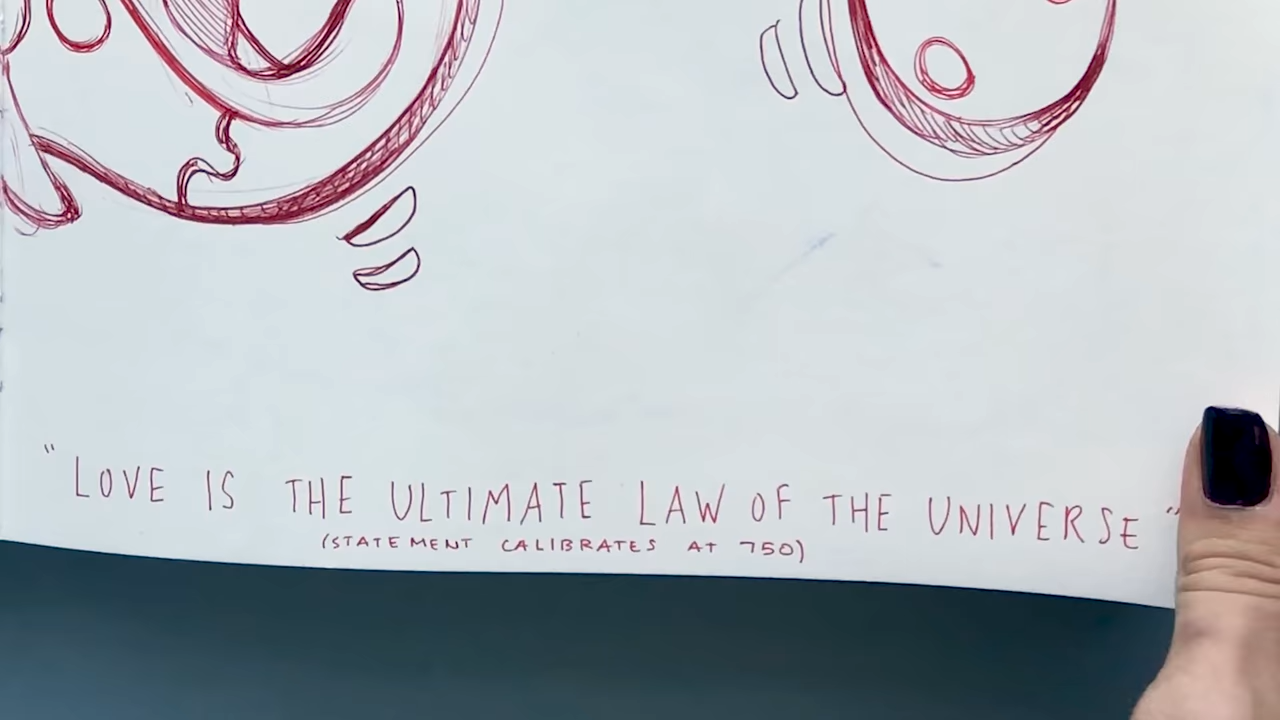 "LOVE IS THE ULTIMATE LAW OF THE UNIVERSE"
(STATEMENT CALIBRATES AT 750)